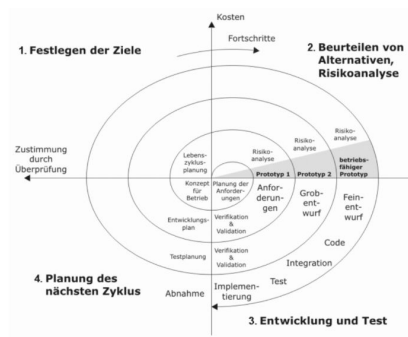 Kosten
Fortschritte
1. Festlegen der Ziele
2. Beurteilen von
Alternativen,
Risikoanalyse
Zustimmung
durch
Überprüfung
Risiko-
analyse
Risiko-
analyse
Risiko-
analyse
Lebens-
zyklus-
planung
Prototyp 1
Prototyp 2
betriebs-
fähiger
Prototyp
Konzept
für
Betrieb
Planung der
Anforder-
ungen
Anfor-
derun-
gen
Grob-
ent-
wurf
Fein-
ent-
wurf
Entwicklungs-
plan
Verifikation
&
Validation
Code
Testplanung
Verifikation
&
Validation
Integration
Test
4. Planung des
nächsten Zyklus
Abnahme
Implemen-
tierung
3. Entwicklung und Test